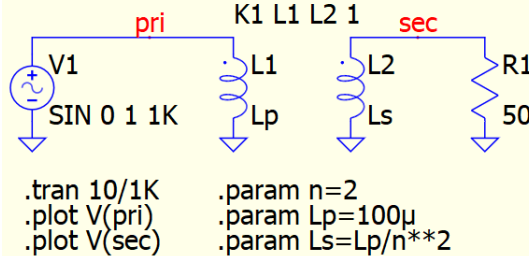 pri
K1 L1 L2 1
sec
V1
L1
L2
R1
SIN 0 1 1K
Lp
Ls
50
.tran 10/1K
.param n=2
.plot V(pri)
.param Lp=100µ
.plot V(sec)
.param Ls=Lp/n**2